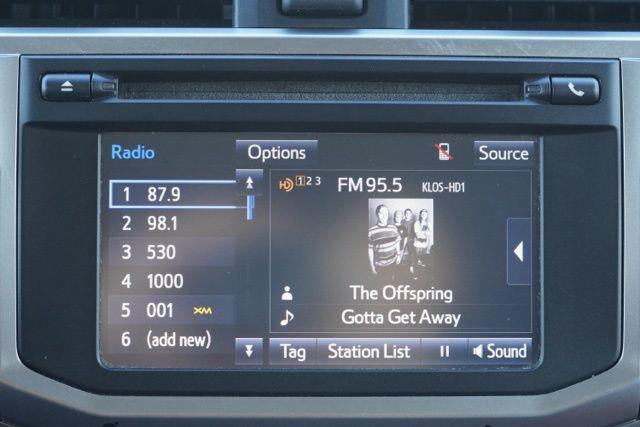 Radio
Options
Source
1 87.9
2 98.1
3 530
4 1000
5 001 XM
6 (add new)
HD 1 2 3 FM 95.5 KLOS-HD1
The Offspring
Gotta Get Away
Tag
Station List
Sound